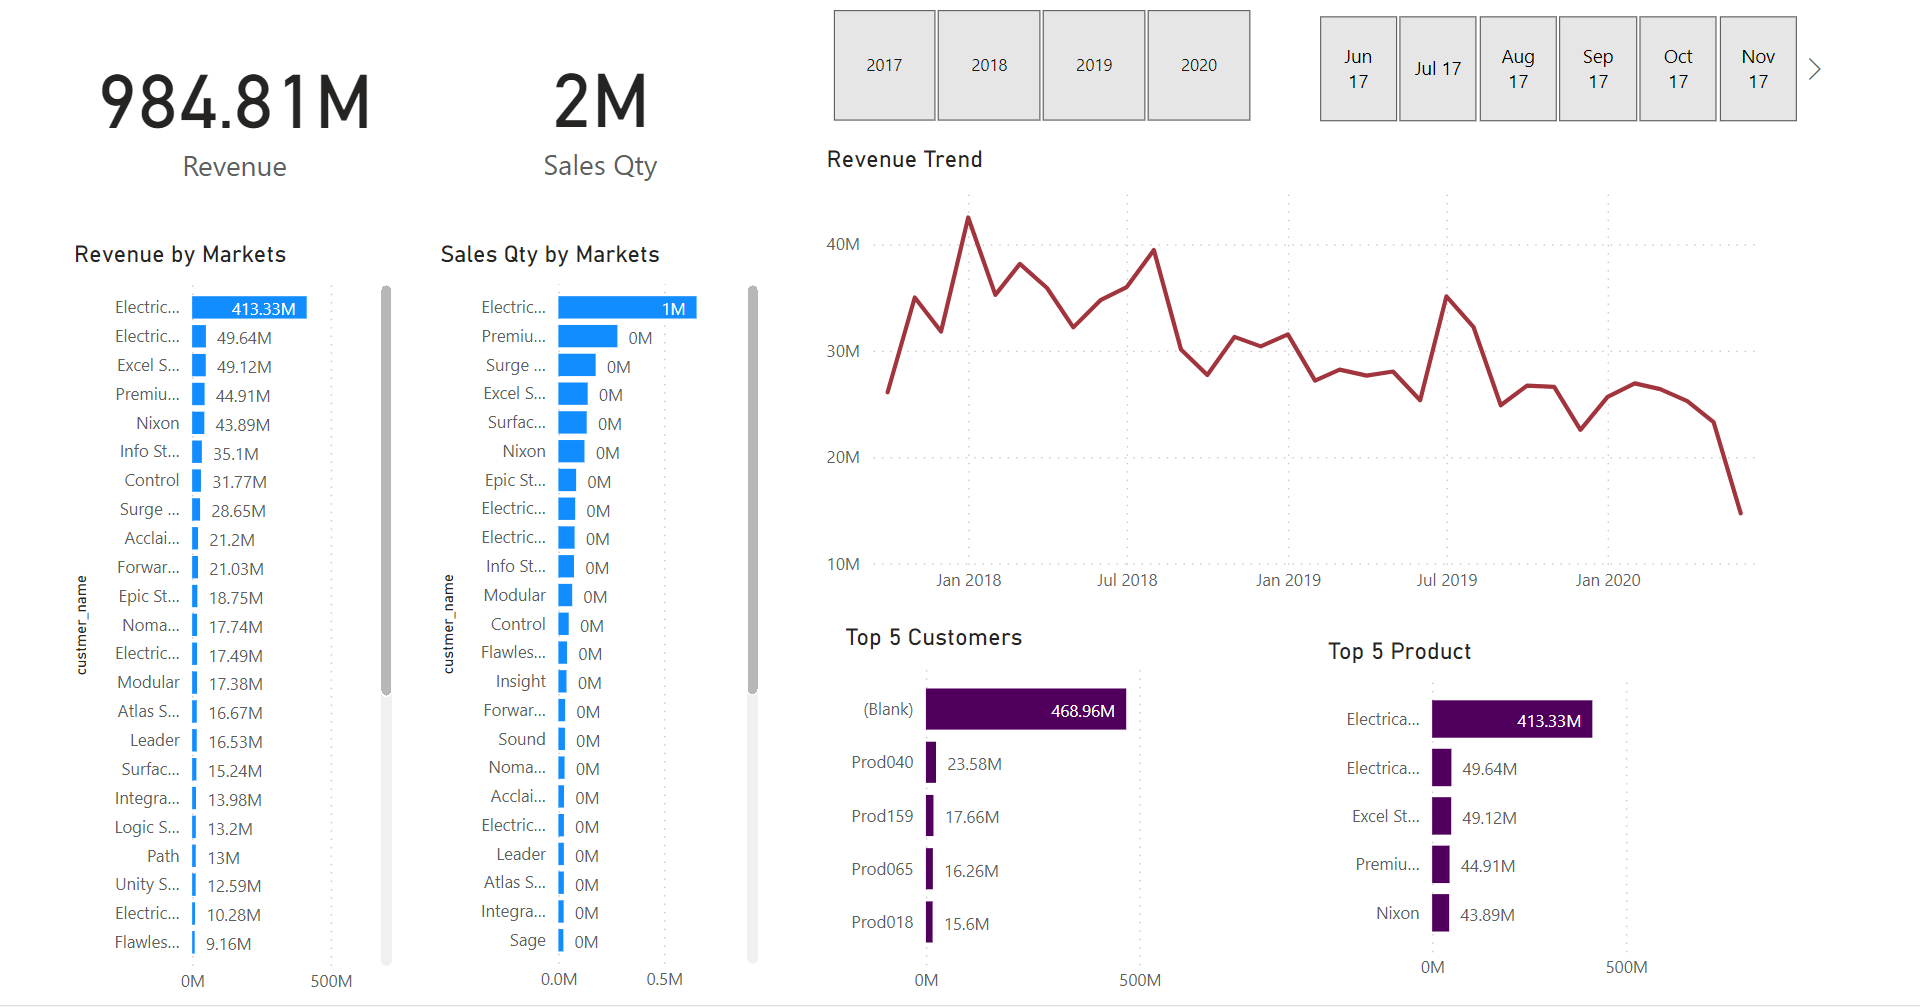 984.81M
Revenue
2M
Sales Qty
2017
2018
2019
2020
Jun
17
Jul 17
Aug
17
Sep
17
Oct
17
Nov
17
Revenue by Markets
custmer_name
Electric... 413.33M
Electric... 49.64M
Excel S... 49.12M
Premiu... 44.91M
Nixon 43.89M
Info St... 35.1M
Control 31.77M
Surge ... 28.65M
Acclai... 21.2M
Forwar... 21.03M
Epic St... 18.75M
Noma... 17.74M
Electric... 17.49M
Modular 17.38M
Atlas S... 16.67M
Leader 16.53M
Surfac... 15.24M
Integra... 13.98M
Logic S... 13.2M
Path 13M
Unity S... 12.59M
Electric... 10.28M
Flawles... 9.16M
0M 500M
Sales Qty by Markets
custmer_name
Electric... 1M
Premiu... 0M
Surge ... 0M
Excel S... 0M
Surfac... 0M
Nixon 0M
Epic St... 0M
Electric... 0M
Electric... 0M
Info St... 0M
Modular 0M
Control 0M
Flawles... 0M
Insight 0M
Forwar... 0M
Sound 0M
Noma... 0M
Acclai... 0M
Electric... 0M
Leader 0M
Atlas S... 0M
Integra... 0M
Sage 0M
0.0M 0.5M
Revenue Trend
40M
30M
20M
10M
Jan 2018 Jul 2018 Jan 2019 Jul 2019 Jan 2020
Top 5 Customers
(Blank) 468.96M
Prod040 23.58M
Prod159 17.66M
Prod065 16.26M
Prod018 15.6M
0M 500M
Top 5 Product
Electrica... 413.33M
Electrica... 49.64M
Excel St... 49.12M
Premiu... 44.91M
Nixon 43.89M
0M 500M